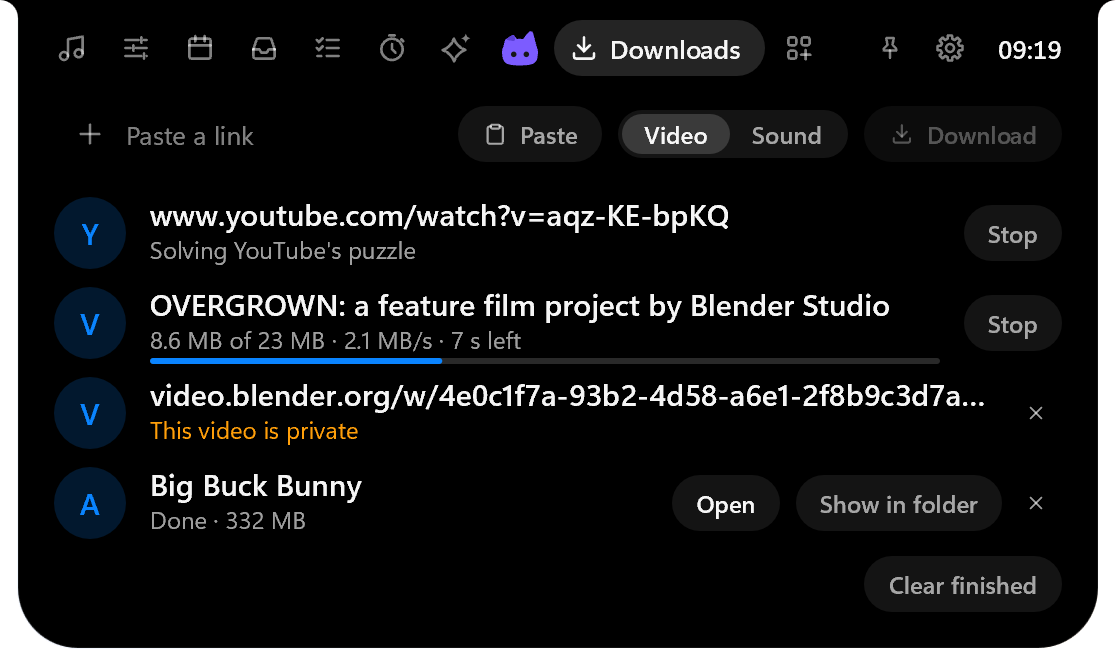 Downloads
09:19
Paste a link
Paste
Video
Sound
Download
Y
www.youtube.com/watch?v=aqz-KE-bpKQ
Solving YouTube's puzzle
Stop
V
OVERGROWN: a feature film project by Blender Studio
8.6 MB of 23 MB · 2.1 MB/s · 7 s left
Stop
V
video.blender.org/w/4e0c1f7a-93b2-4d58-a6e1-2f8b9c3d7a...
This video is private
A
Big Buck Bunny
Done · 332 MB
Open
Show in folder
Clear finished